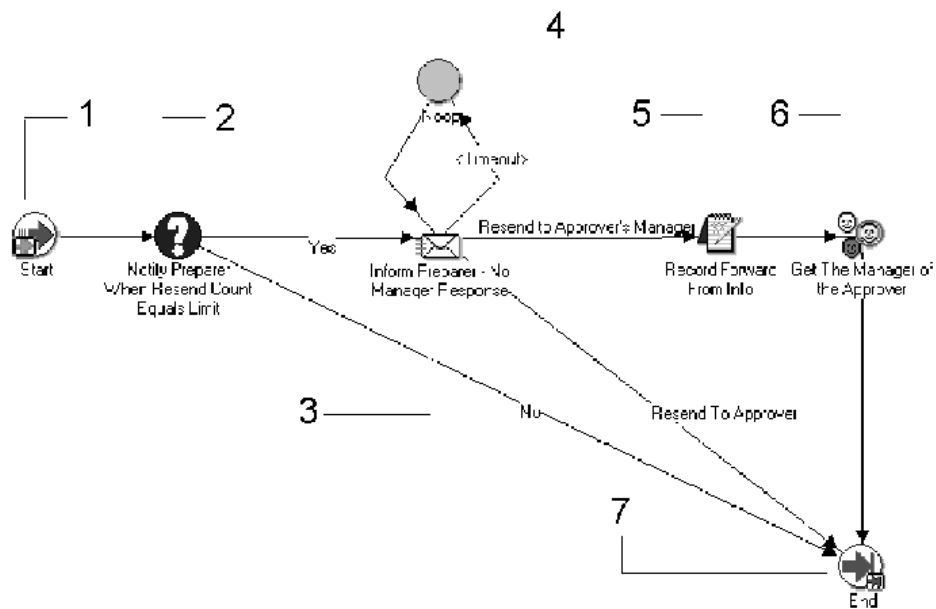 4
1
2
5
6
Noop
<Timeout>
Resend to Approver's Manager
Yes
Start
Notify Preparer
When Resend Count
Equals Limit
Inform Preparer - No
Manager Response
Record Forward
From Info
Get The Manager of
the Approver
3
No
Resend To Approver
7
End